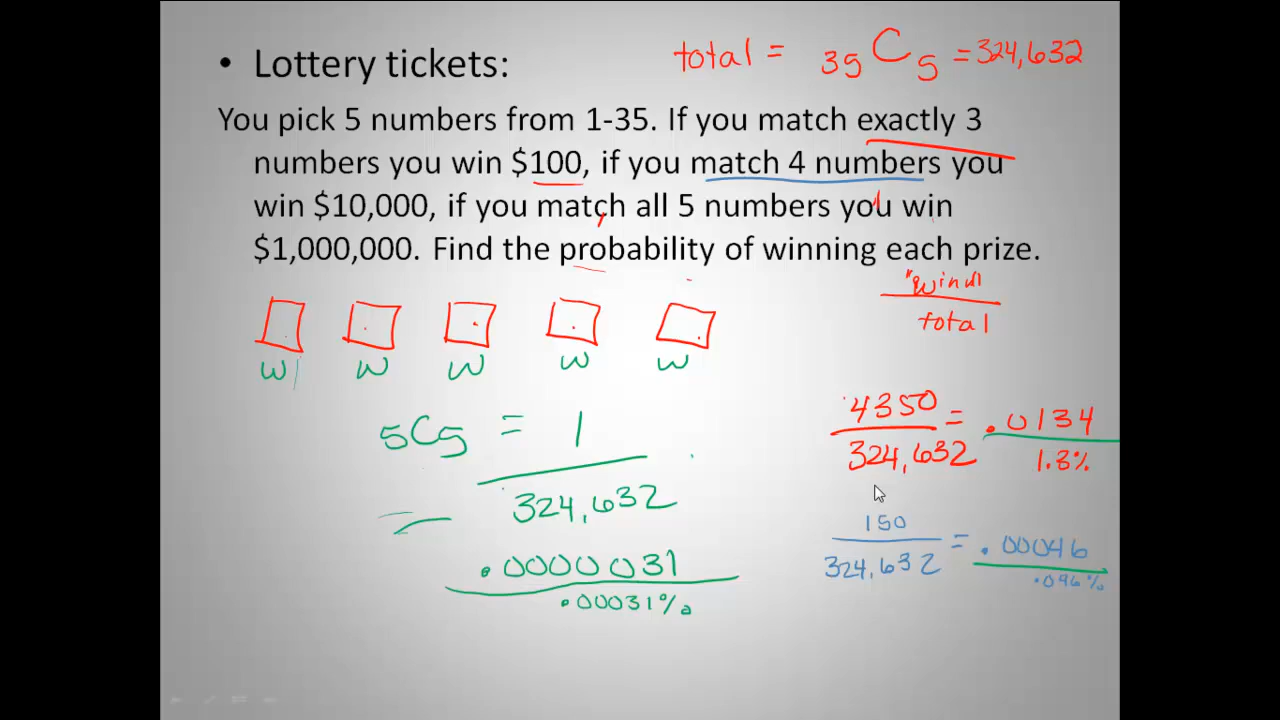 • Lottery tickets:
total = 35C5 = 324,632
You pick 5 numbers from 1-35. If you match exactly 3
numbers you win $100, if you match 4 numbers you
win $10,000, if you match all 5 numbers you win
$1,000,000. Find the probability of winning each prize.
"win"
total
W W W W W
5C5 = 1
324,632
.0000031
.00031%
4350 = .0134
324,632 1.3%
150 = .00046
324,632 .046%